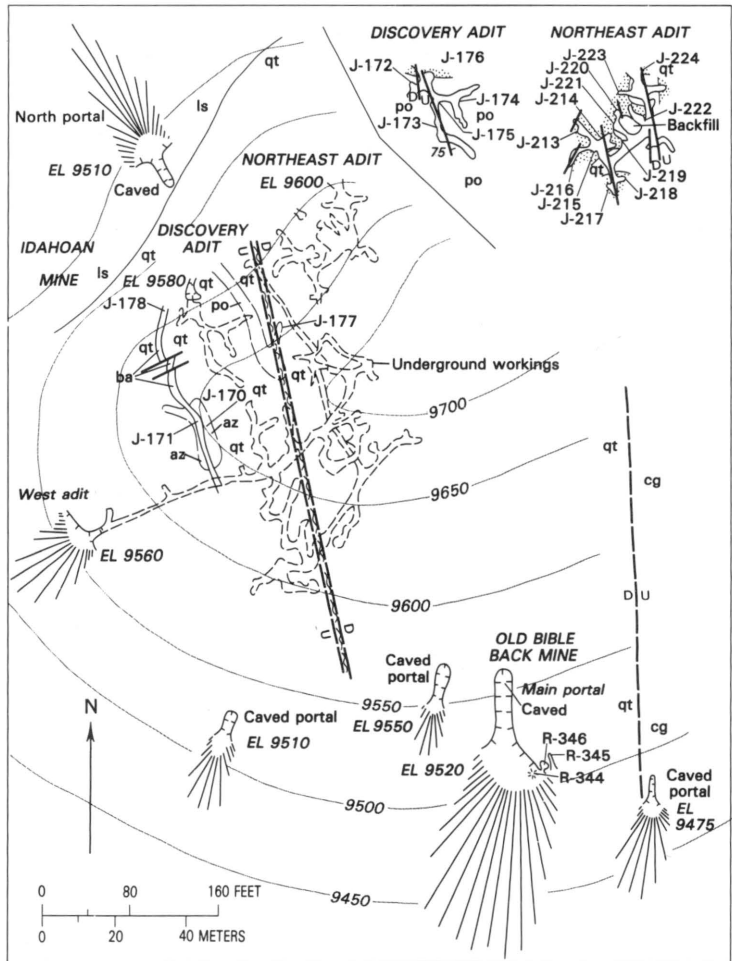 DISCOVERY ADIT
J-172
J-176
po
D U
J-174
po
J-173
J-175
75
po
NORTHEAST ADIT
J-223
J-224
J-220
qt
J-221
J-214
J-222
Backfill
J-213
J-219
J-216
qt
J-218
J-215
J-217
U
D
qt
ls
North portal
EL 9510
Caved
NORTHEAST ADIT
EL 9600
IDAHOAN
MINE
ls
qt
DISCOVERY
ADIT
EL 9580
qt
qt
U
D
J-178
po
J-177
qt
qt
ba
qt
Underground workings
J-170
az
J-171
az
qt
9700
qt
cg
9650
West adit
EL 9560
9600
D U
U
D
OLD BIBLE
BACK MINE
Caved
portal
Main portal
Caved
9550
EL 9550
N
Caved portal
EL 9510
qt
cg
R-346
R-345
R-344
EL 9520
Caved
portal
EL
9475
9500
9450
0 80 160 FEET
0 20 40 METERS